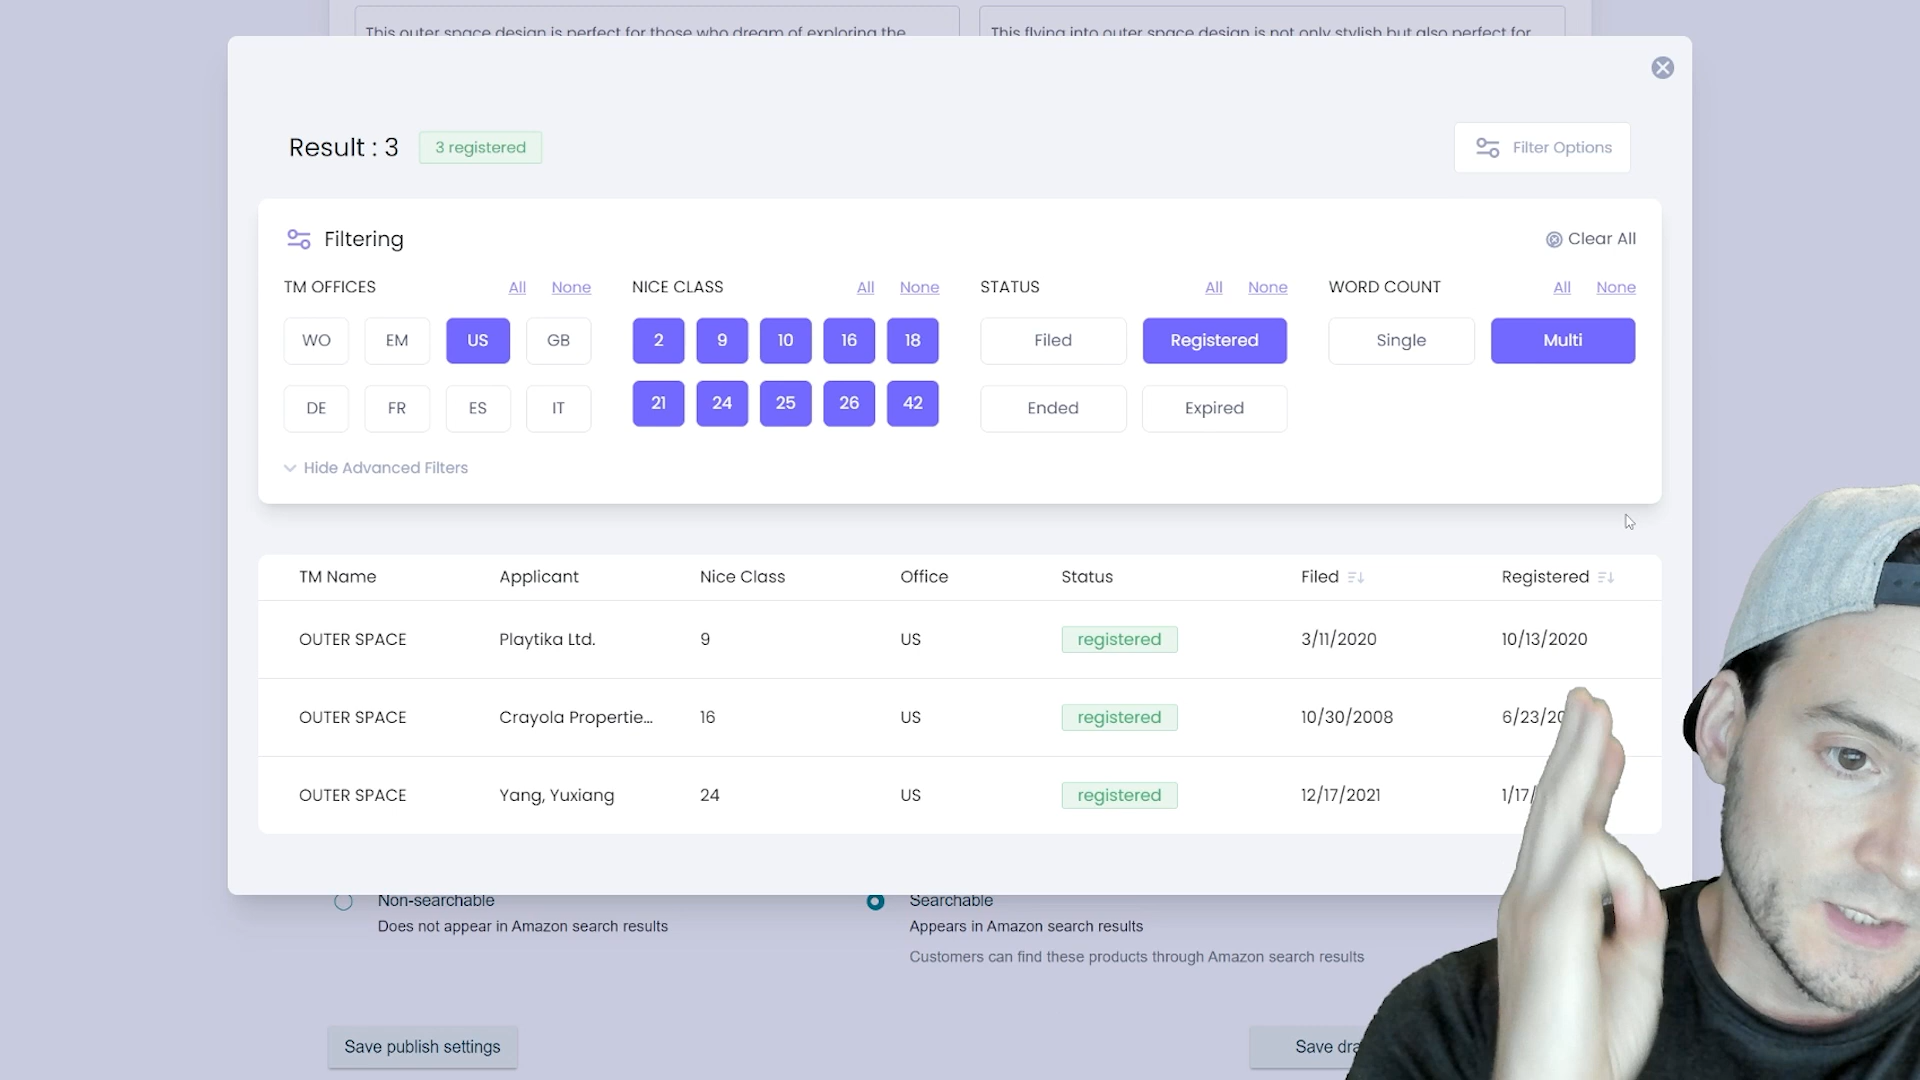 This outer space design is perfect for those who dream of exploring the
This flying into outer space design is not only stylish but also perfect for
Result : 3
3 registered
Filter Options
Filtering
Clear All
TM OFFICES All None
NICE CLASS All None
STATUS All None
WORD COUNT All None
WO EM US GB
2 9 10 16 18
Filed Registered
Single Multi
DE FR ES IT
21 24 25 26 42
Ended Expired
Hide Advanced Filters
TM Name Applicant Nice Class Office Status Filed Registered
OUTER SPACE Playtika Ltd. 9 US registered 3/11/2020 10/13/2020
OUTER SPACE Crayola Propertie... 16 US registered 10/30/2008
OUTER SPACE Yang, Yuxiang 24 US registered 12/17/2021
Non-searchable
Does not appear in Amazon search results
Searchable
Appears in Amazon search results
Customers can find these products through Amazon search results
Save publish settings
Save